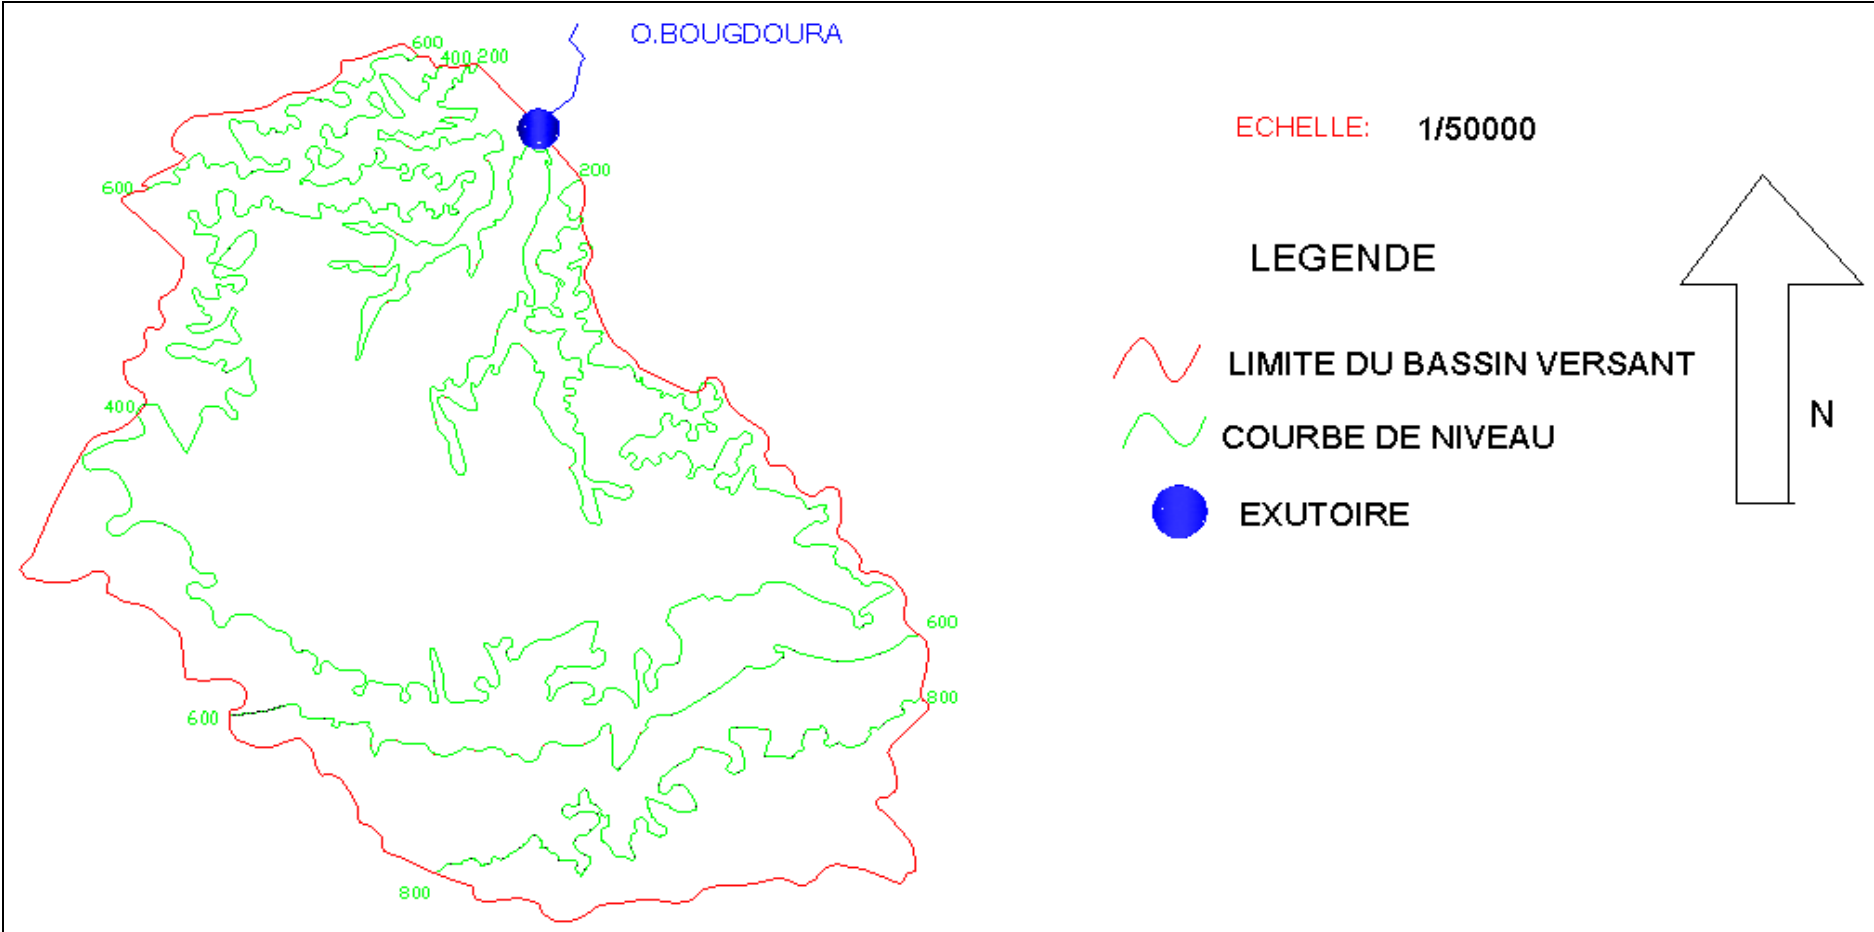 O.BOUGDOURA
600
400 200
ECHELLE: 1/50000
200
600
LEGENDE
LIMITE DU BASSIN VERSANT
400
N
COURBE DE NIVEAU
EXUTOIRE
600
800
600
800